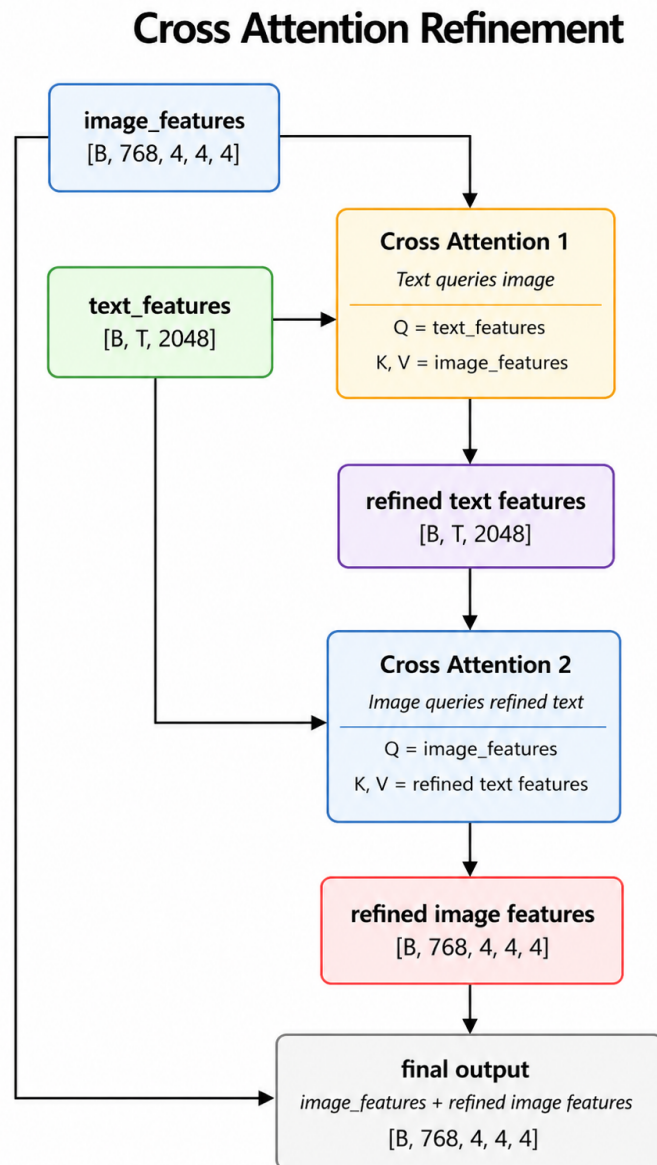 Cross Attention Refinement
image_features
[B, 768, 4, 4, 4]
Cross Attention 1
Text queries image
Q = text_features
K, V = image_features
text_features
[B, T, 2048]
refined text features
[B, T, 2048]
Cross Attention 2
Image queries refined text
Q = image_features
K, V = refined text features
refined image features
[B, 768, 4, 4, 4]
final output
image_features + refined image features
[B, 768, 4, 4, 4]